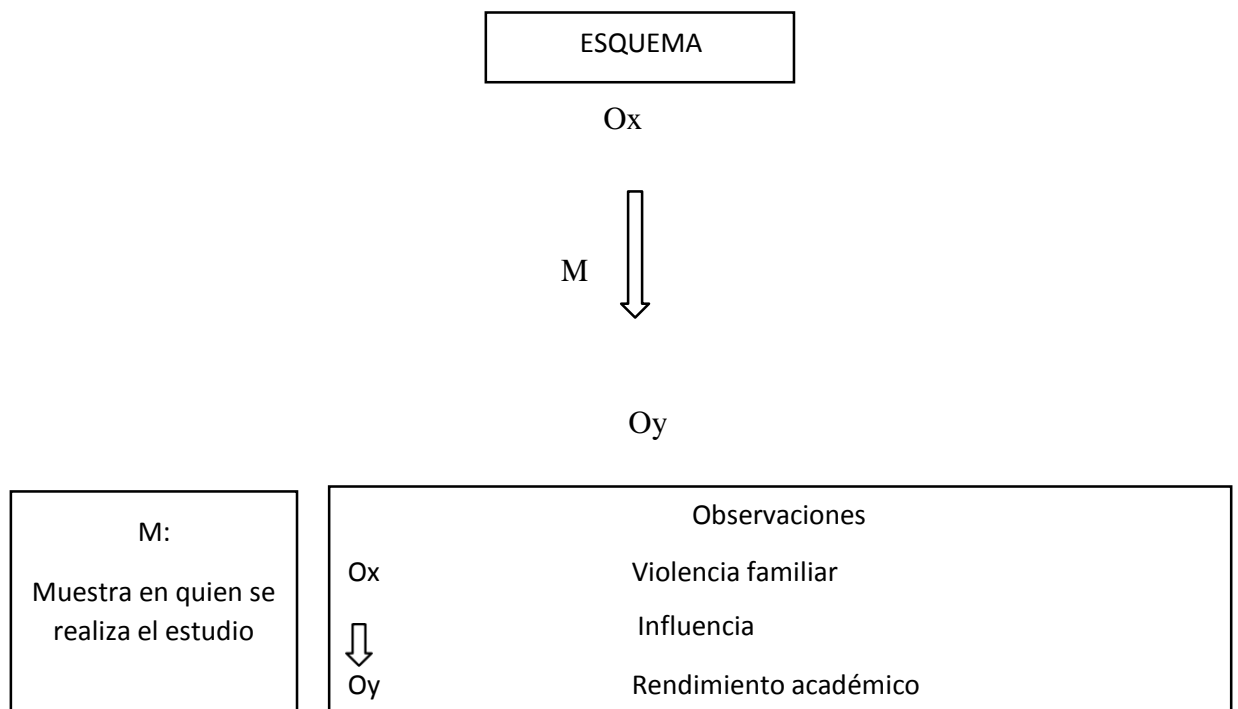 ESQUEMA
Ox
M
Oy
M:
Muestra en quien se
realiza el estudio
Observaciones
Ox Violencia familiar
Influencia
Oy Rendimiento académico